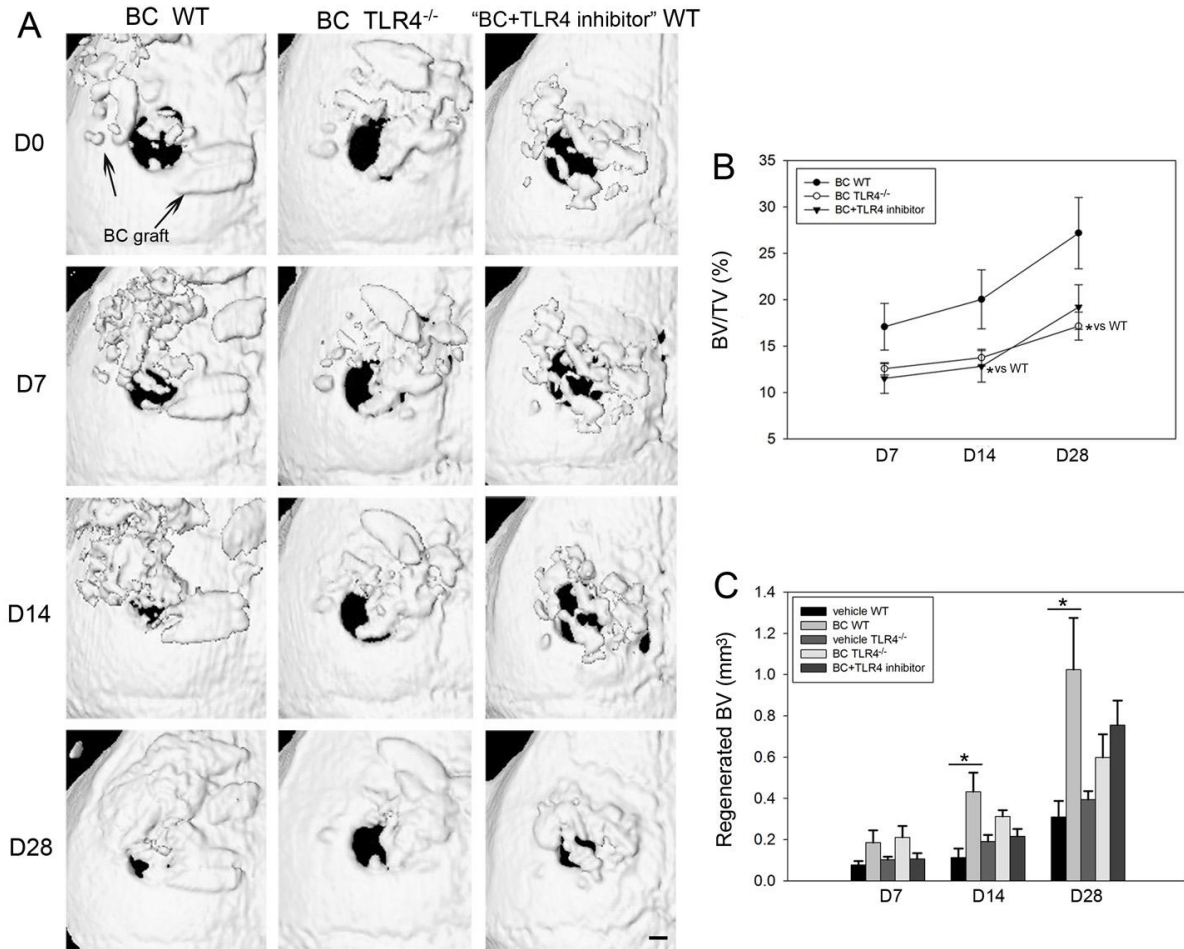 A
BC WT
BC TLR4-/-
“BC+TLR4 inhibitor” WT
D0
BC graft
D7
D14
D28
B
35
30
25
20
15
10
5
BV/TV (%)
BC WT
BC TLR4-/-
BC+TLR4 inhibitor
*vs WT
*vs WT
D7
D14
D28
C
1.4
1.2
1.0
0.8
0.6
0.4
0.2
0.0
Regenerated BV (mm³)
vehicle WT
BC WT
vehicle TLR4-/-
BC TLR4-/-
BC+TLR4 inhibitor
*
*
D7
D14
D28